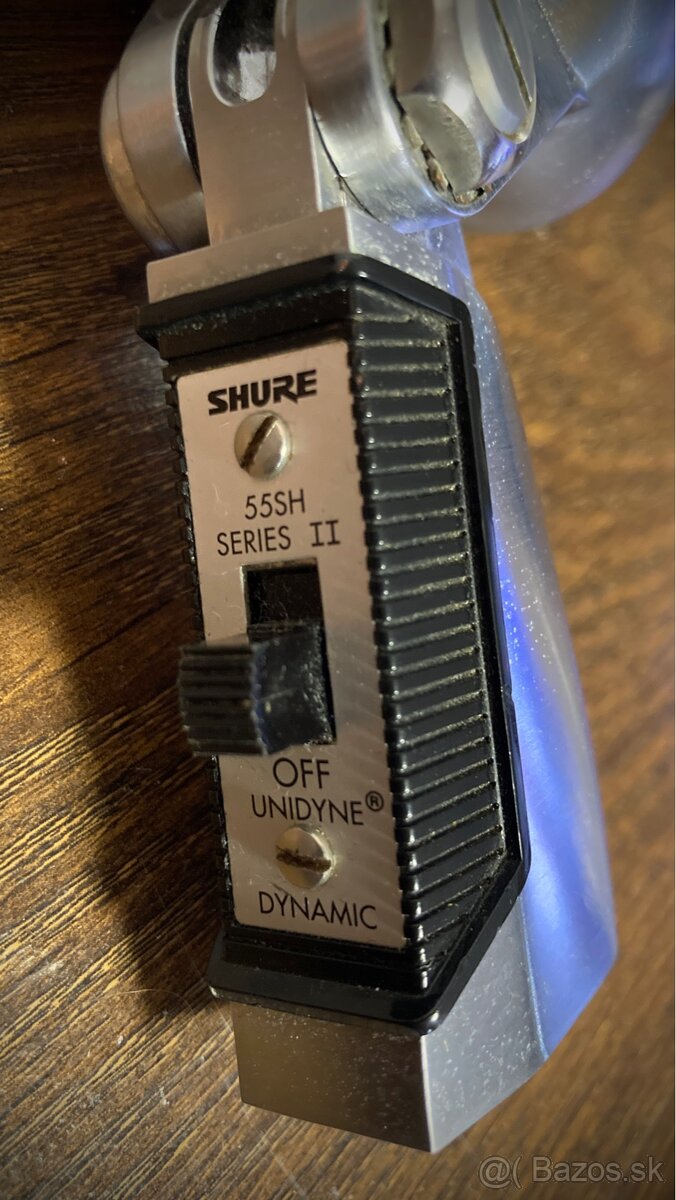 SHURE
55SH
SERIES II
OFF
UNIDYNE®
DYNAMIC
@( Bazos.sk